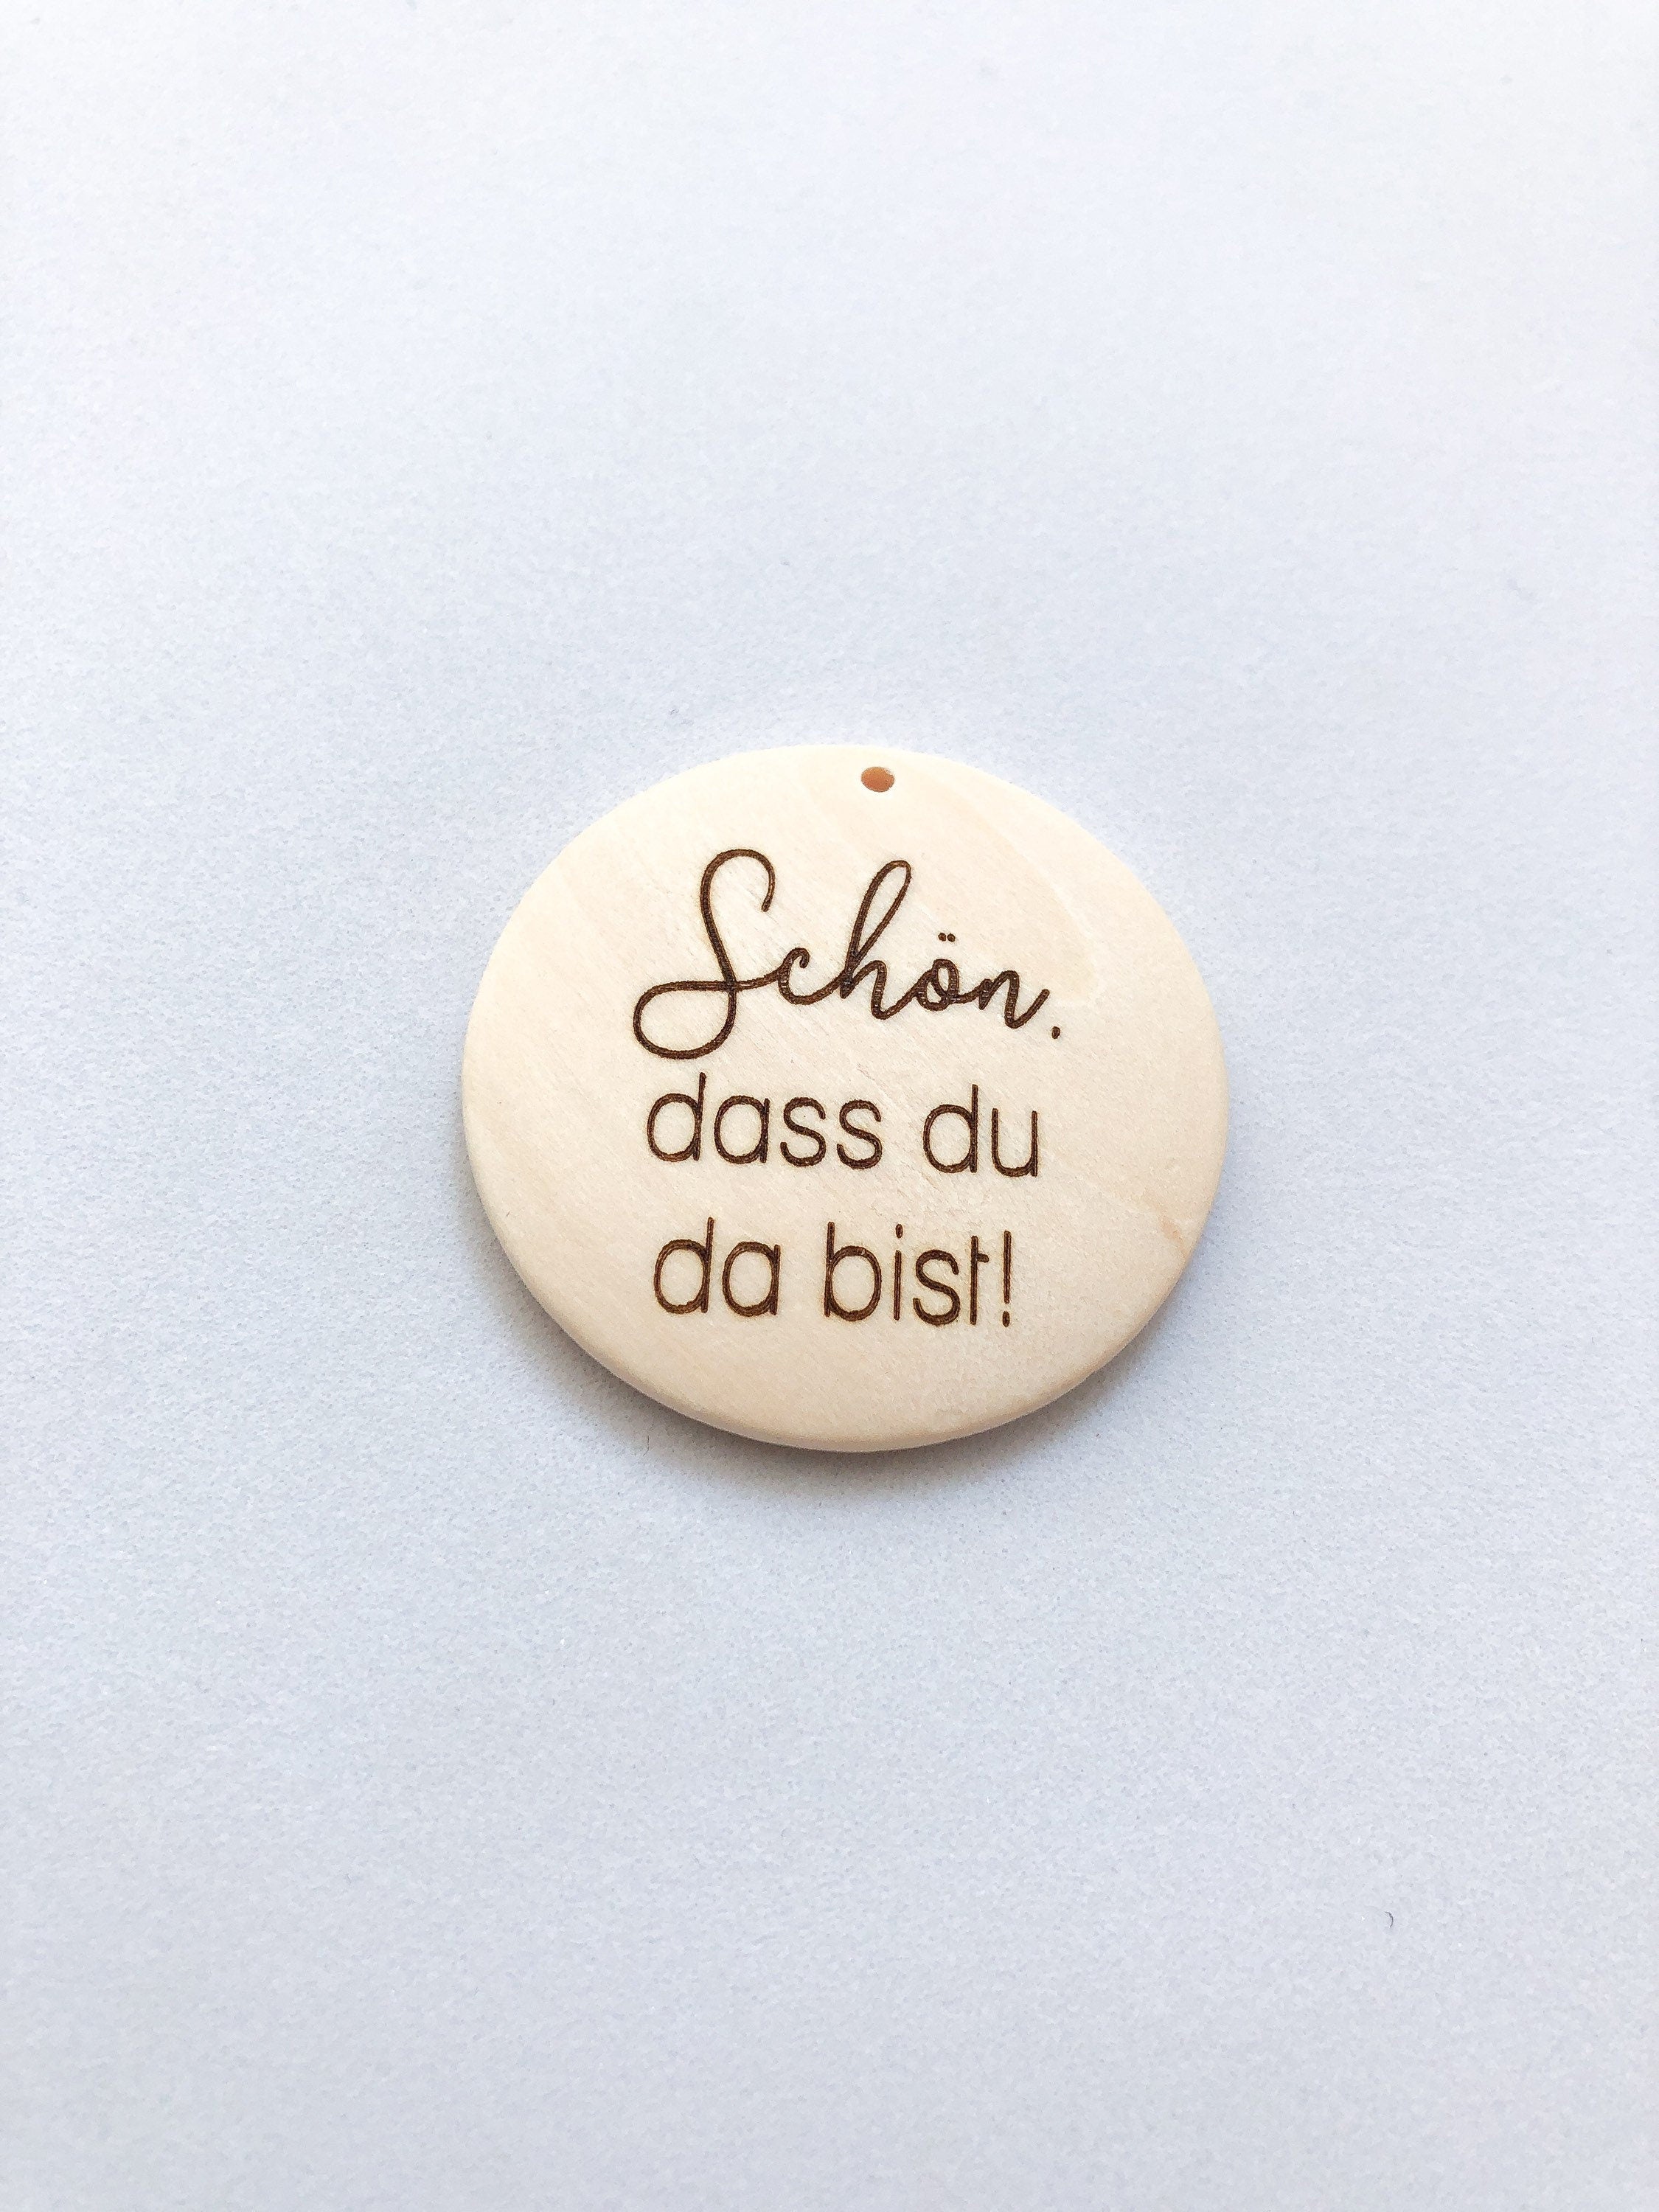 Schön.
dass du
da bist!